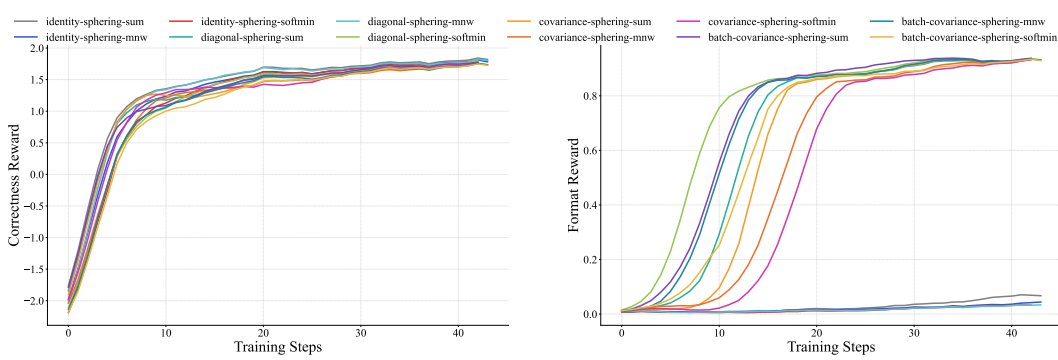 identity-sphering-sum identity-sphering-softmin diagonal-sphering-mnw covariance-sphering-sum covariance-sphering-softmin batch-covariance-sphering-mnw
identity-sphering-mnw diagonal-sphering-sum diagonal-sphering-softmin covariance-sphering-mnw batch-covariance-sphering-sum batch-covariance-sphering-softmin
2.0
1.5
1.0
0.5
0.0
−0.5
−1.0
−1.5
−2.0
Correctness Reward
0 10 20 30 40
Training Steps
0.8
0.6
0.4
0.2
0.0
Format Reward
0 10 20 30 40
Training Steps